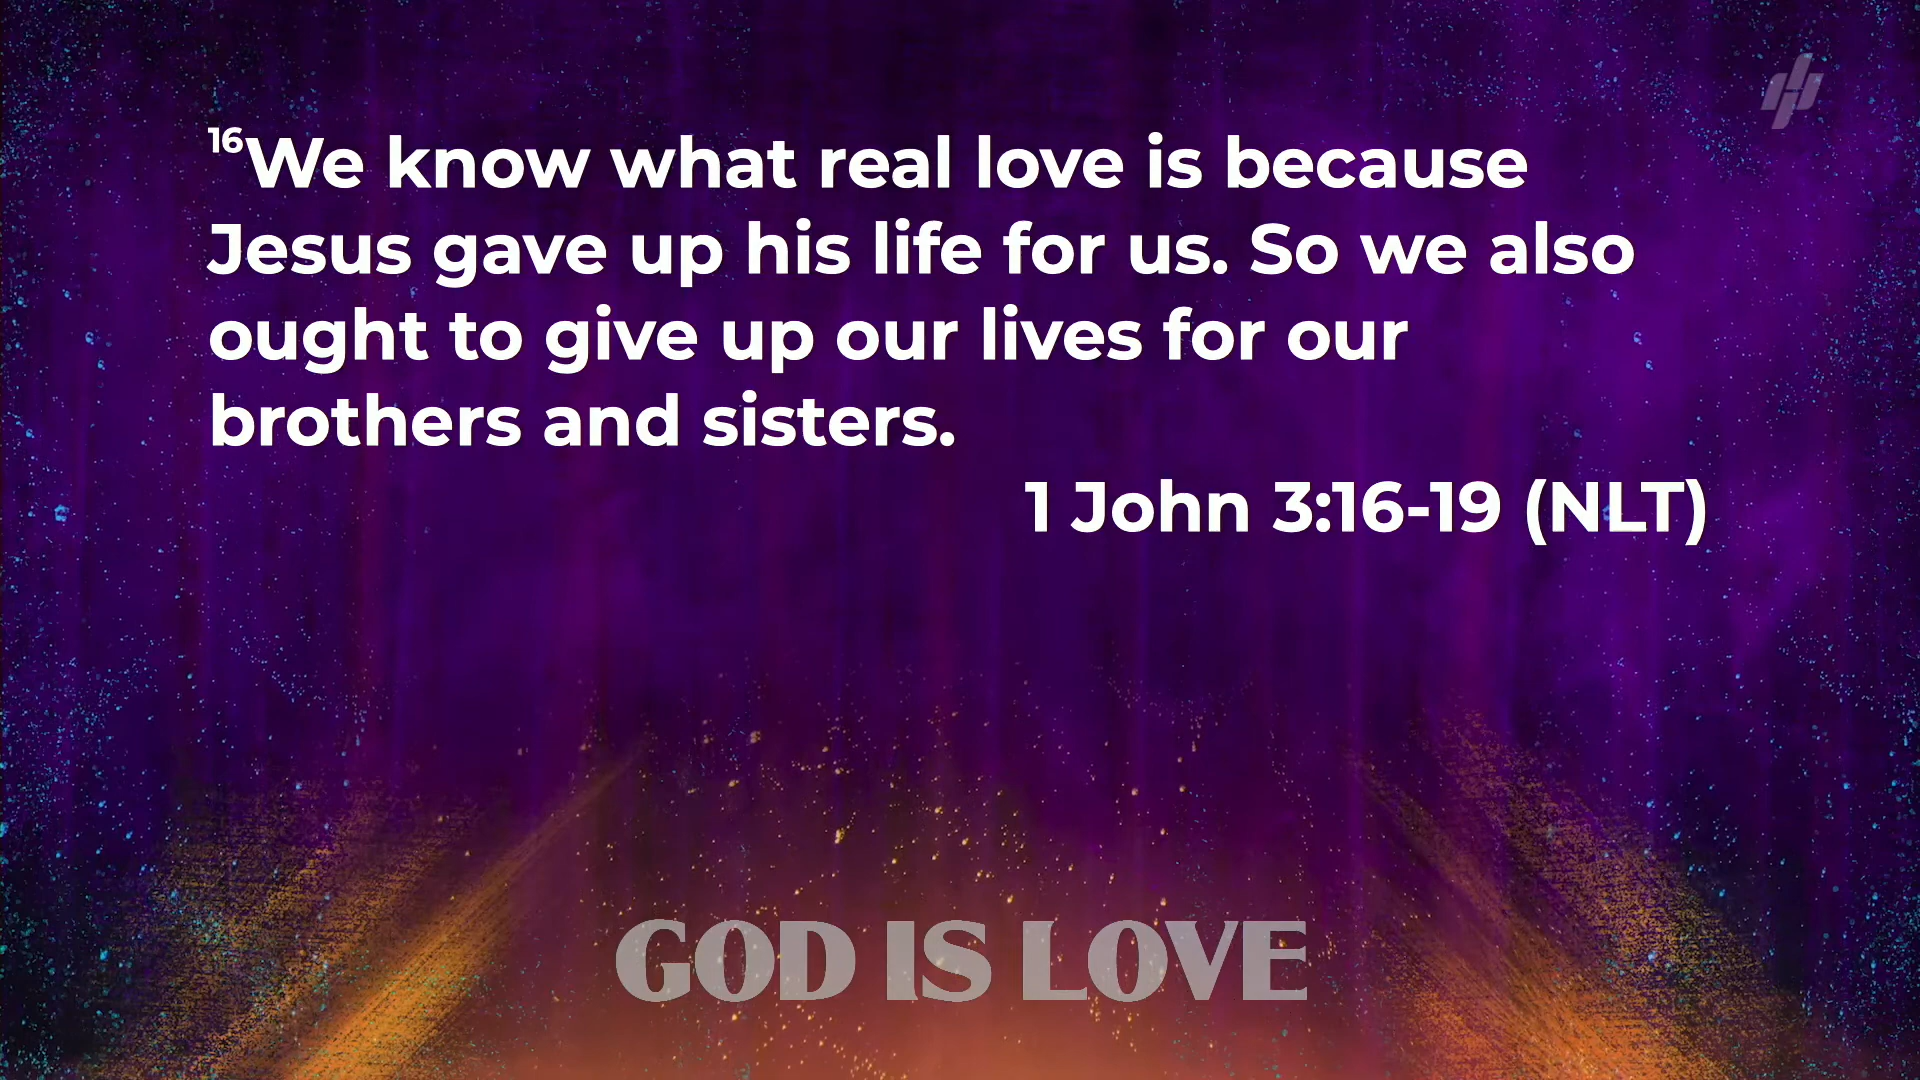 16We know what real love is because
Jesus gave up his life for us. So we also
ought to give up our lives for our
brothers and sisters.
1 John 3:16-19 (NLT)
GOD IS LOVE